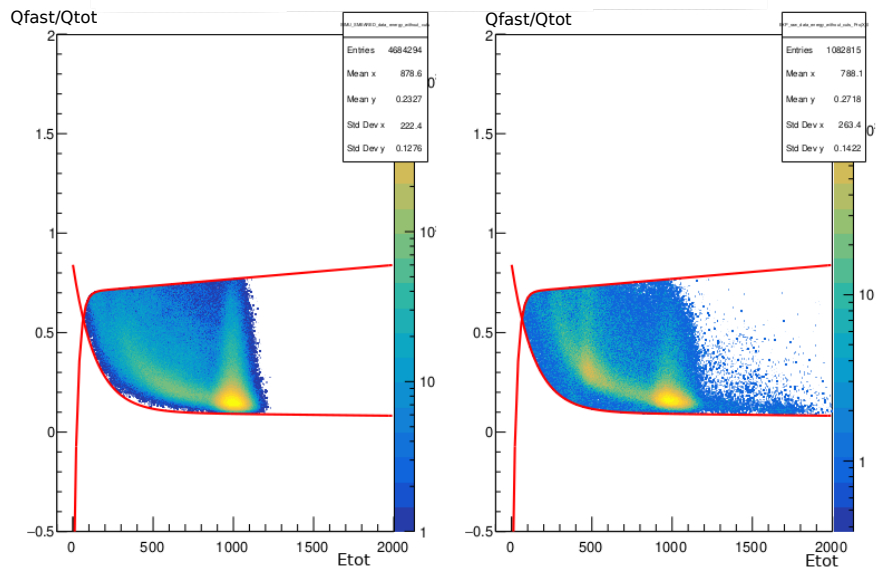 Qfast/Qtot
Entries 4684294
Mean x 878.6
Mean y 0.2327
Std Dev x 222.4
Std Dev y 0.1276
2
1.5
1
0.5
0
−0.5
0
500
1000
1500
2000
Etot
10
1
Qfast/Qtot
Entries 1082815
Mean x 788.1
Mean y 0.2718
Std Dev x 263.4
Std Dev y 0.1422
2
1.5
1
0.5
0
−0.5
0
500
1000
1500
2000
Etot
10
1